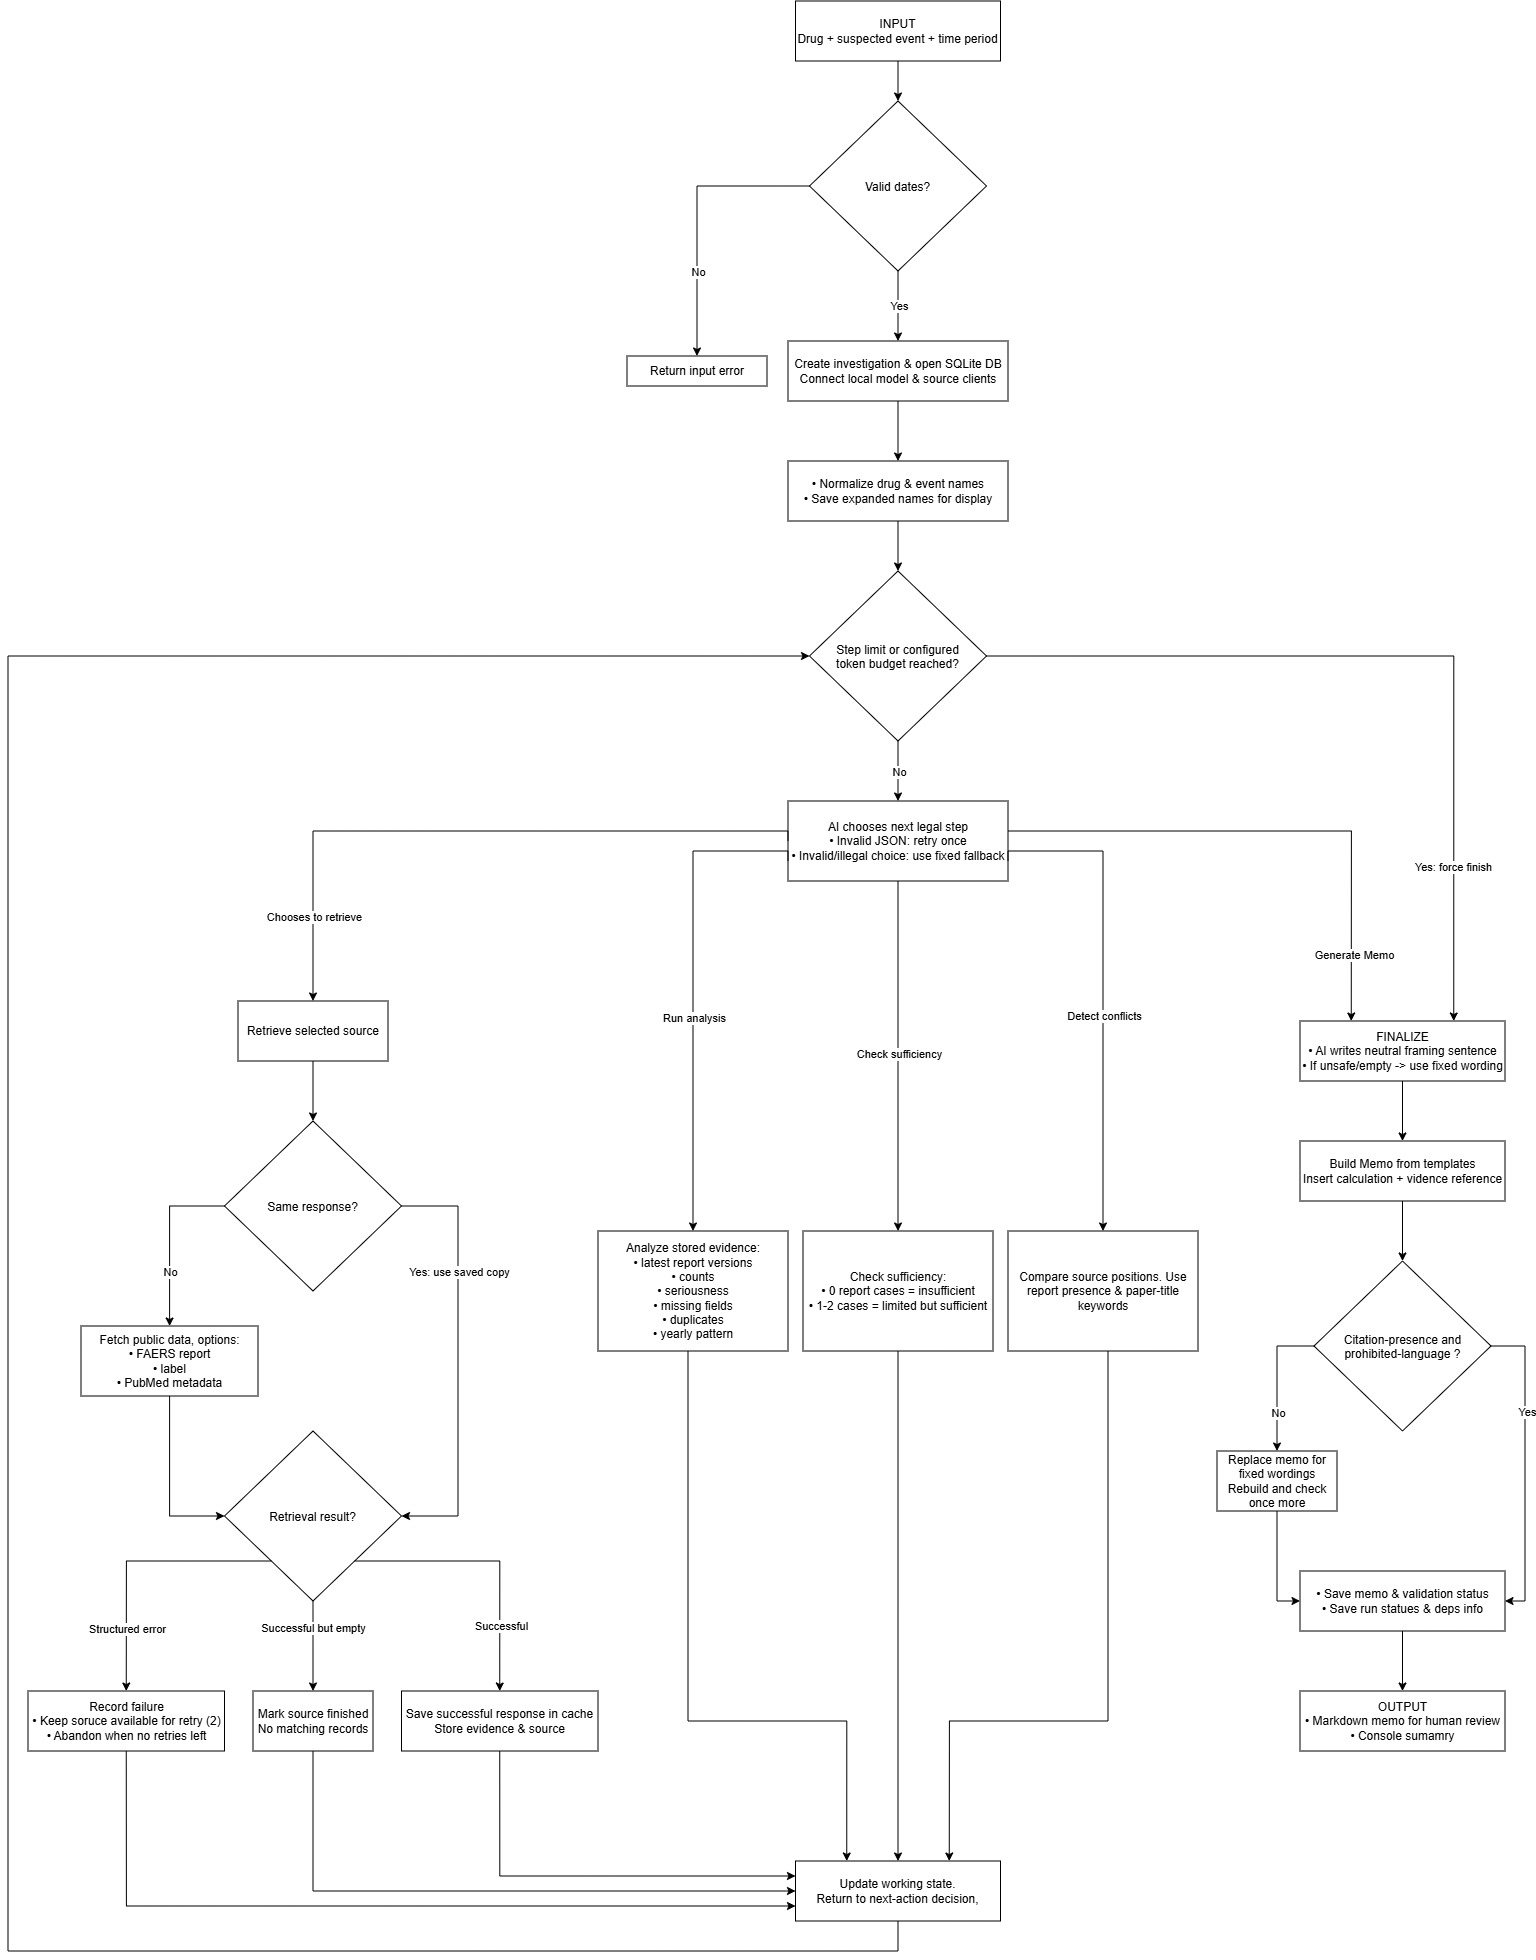 INPUT
Drug + suspected event + time period
Valid dates?
No
Yes
Return input error
Create investigation & open SQLite DB
Connect local model & source clients
• Normalize drug & event names
• Save expanded names for display
Step limit or configured
token budget reached?
No
Yes: force finish
AI chooses next legal step
• Invalid JSON: retry once
• Invalid/illegal choice: use fixed fallback
Chooses to retrieve
Run analysis
Check sufficiency
Detect conflicts
Generate Memo
Retrieve selected source
Same response?
No
Yes: use saved copy
Fetch public data, options:
• FAERS report
• label
• PubMed metadata
Retrieval result?
Structured error
Successful but empty
Successful
Record failure
• Keep soruce available for retry (2)
• Abandon when no retries left
Mark source finished
No matching records
Save successful response in cache
Store evidence & source
Analyze stored evidence:
• latest report versions
• counts
• seriousness
• missing fields
• duplicates
• yearly pattern
Check sufficiency:
• 0 report cases = insufficient
• 1-2 cases = limited but sufficient
Compare source positions. Use
report presence & paper-title
keywords
Update working state.
Return to next-action decision,
FINALIZE
• AI writes neutral framing sentence
• If unsafe/empty -> use fixed wording
Build Memo from templates
Insert calculation + vidence reference
Citation-presence and
prohibited-language ?
No
Yes
Replace memo for
fixed wordings
Rebuild and check
once more
• Save memo & validation status
• Save run statues & deps info
OUTPUT
• Markdown memo for human review
• Console sumamry